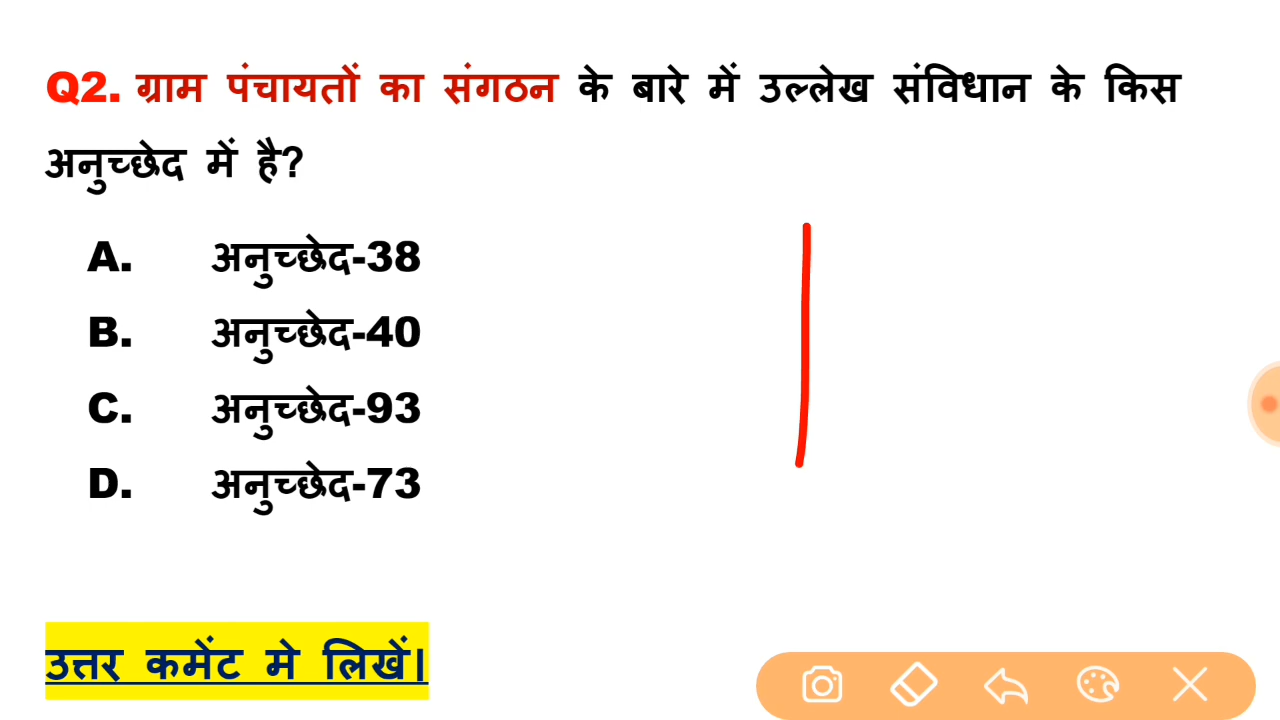 Q2. ग्राम पंचायतों का संगठन के बारे में उल्लेख संविधान के किस
अनुच्छेद में है?
A. अनुच्छेद-38
B. अनुच्छेद-40
C. अनुच्छेद-93
D. अनुच्छेद-73
उत्तर कमेंट मे लिखें।